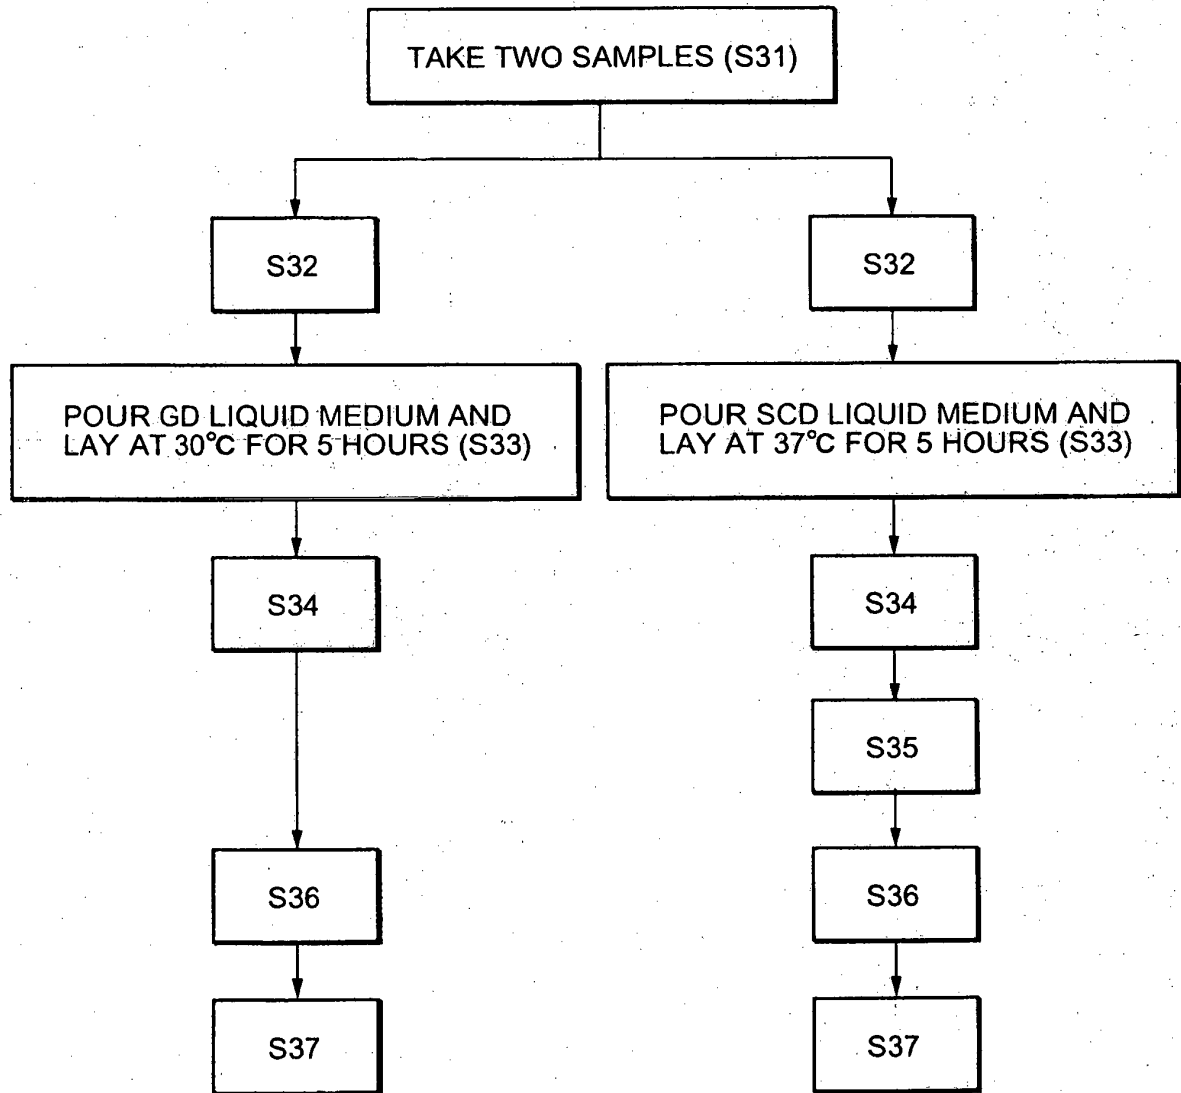 TAKE TWO SAMPLES (S31)
S32
S32
POUR GD LIQUID MEDIUM AND
LAY AT 30°C FOR 5 HOURS (S33)
POUR SCD LIQUID MEDIUM AND
LAY AT 37°C FOR 5 HOURS (S33)
S34
S34
S35
S36
S36
S37
S37